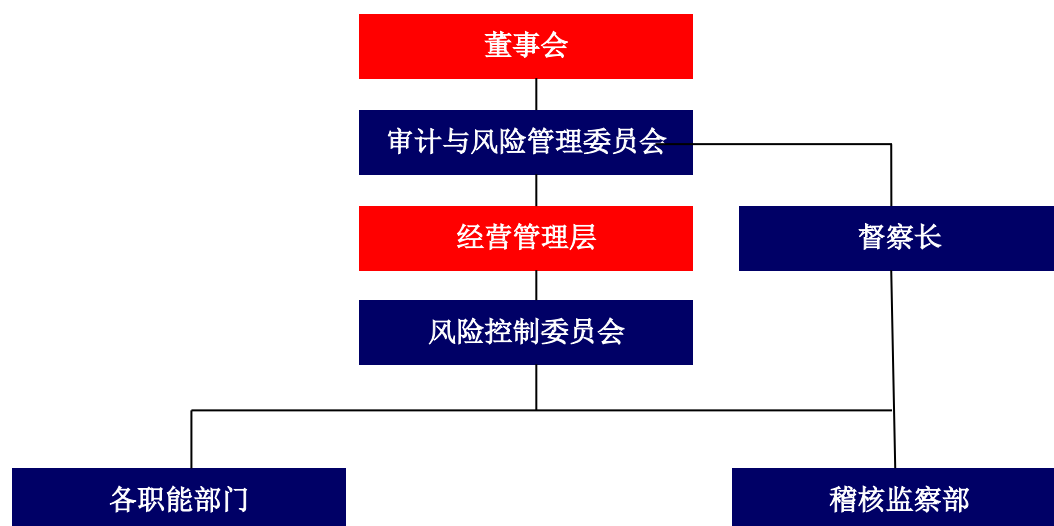 董事会
审计与风险管理委员会
经营管理层
督察长
风险控制委员会
各职能部门
稽核监察部